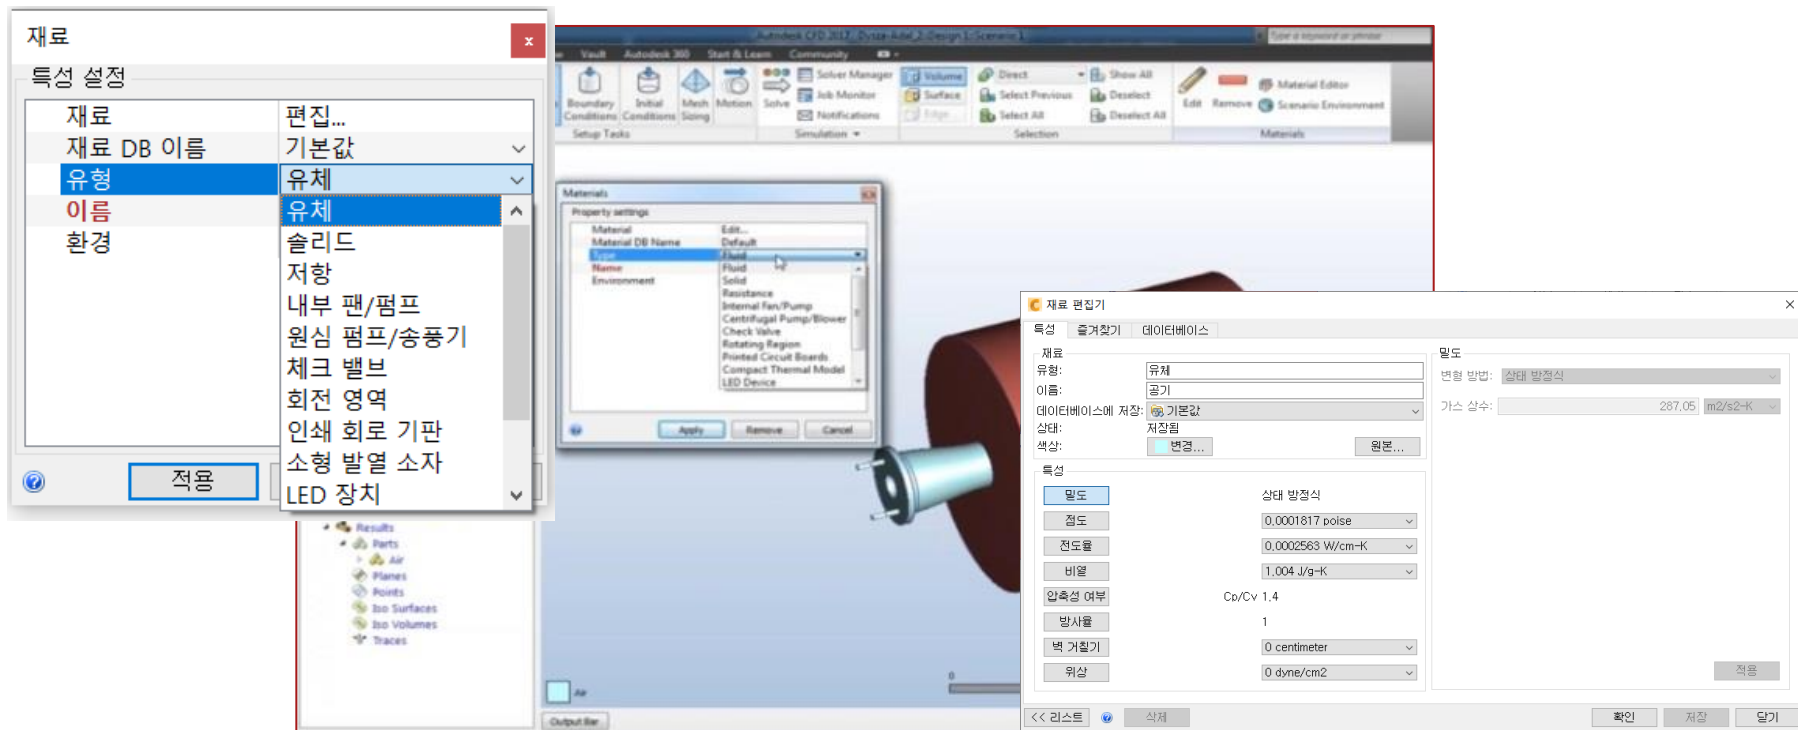 재료
특성 설정
재료 편집...
재료 DB 이름 기본값
유형 유체
이름
환경
유체
솔리드
저항
내부 팬/펌프
원심 펌프/송풍기
체크 밸브
회전 영역
인쇄 회로 기판
소형 발열 소자
LED 장치
적용
Autodesk CFD 2017
Type a keyword or phrase
Vault Autodesk 360 Start & Learn Community
Boundary Conditions
Initial Conditions
Mesh Sizing
Motion
Solve
Solver Manager
Job Monitor
Notifications
Volume
Surface
Edge
Direct
Select Previous
Select All
Show All
Deselect
Deselect All
Edit
Remove
Material Editor
Scenario Environment
Setup Tasks
Simulation
Selection
Materials
Materials
Property settings
Material Edit...
Material DB Name Default
Type Fluid
Name
Environment
Fluid
Solid
Resistance
Internal Fan/Pump
Centrifugal Pump/Blower
Check Valve
Rotating Region
Printed Circuit Boards
Compact Thermal Model
LED Device
Apply Remove Cancel
Results
Parts
Air
Planes
Points
Iso Surfaces
Iso Volumes
Traces
Air
0
Output Bar
재료 편집기
특성 즐겨찾기 데이터베이스
재료
유형: 유체
이름: 공기
데이터베이스에 저장: 기본값
상태: 저장됨
색상: 변경... 원본...
특성
밀도 상태 방정식
점도 0.0001817 poise
전도율 0.0002563 W/cm-K
비열 1.004 J/g-K
압축성 여부 Cp/Cv 1.4
방사율 1
벽 거칠기 0 centimeter
위상 0 dyne/cm2
밀도
변형 방법: 상태 방정식
가스 상수: 287.05 m2/s2-K
적용
<< 리스트 삭제 확인 저장 닫기